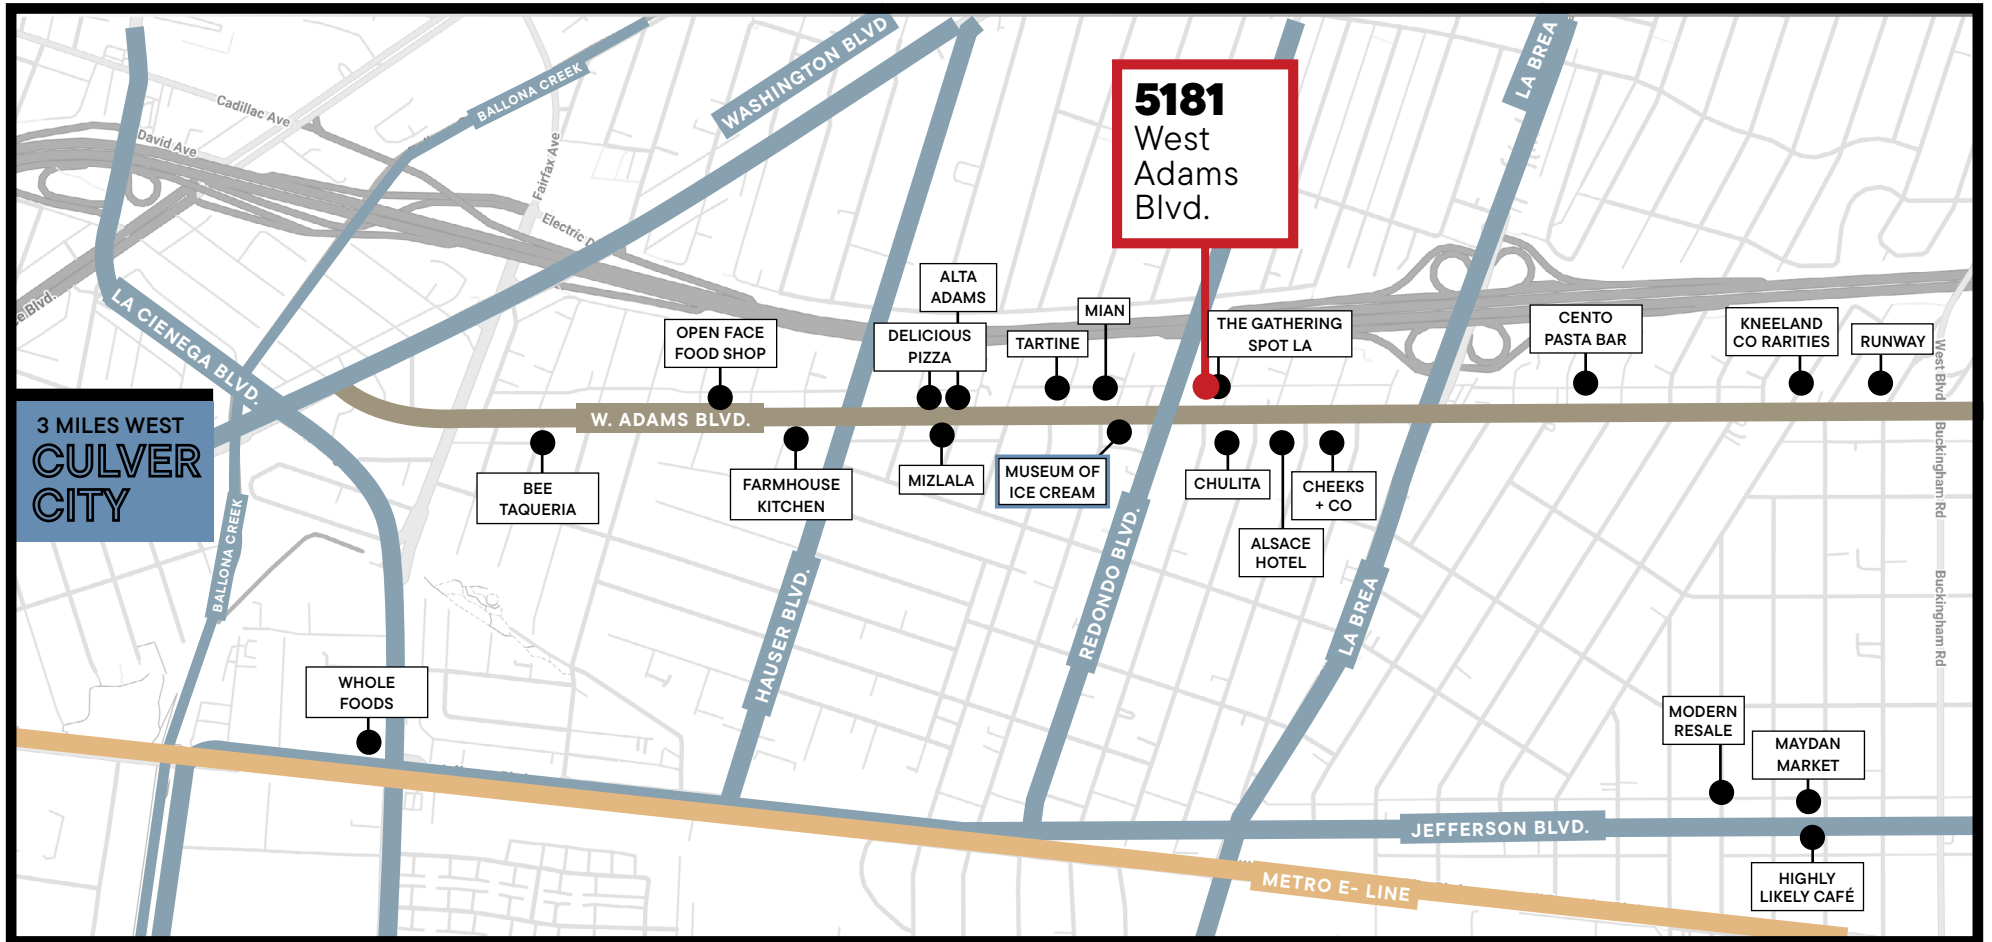 WASHINGTON BLVD
LA BREA
BALLONA CREEK
Cadillac Ave
David Ave
Fairfax Ave
Electric D
5181
West
Adams
Blvd.
e Blvd.
LA CIENEGA BLVD.
ALTA
ADAMS
MIAN
OPEN FACE
FOOD SHOP
DELICIOUS
PIZZA
TARTINE
THE GATHERING
SPOT LA
CENTO
PASTA BAR
KNEELAND
CO RARITIES
RUNWAY
West Blvd
3 MILES WEST
CULVER
CITY
W. ADAMS BLVD.
BEE
TAQUERIA
FARMHOUSE
KITCHEN
MIZLALA
MUSEUM OF
ICE CREAM
CHULITA
CHEEKS
+ CO
ALSACE
HOTEL
Buckingham Rd
BALLONA CREEK
HAUSER BLVD.
REDONDO BLVD.
LA BREA
Buckingham Rd
WHOLE
FOODS
MODERN
RESALE
MAYDAN
MARKET
JEFFERSON BLVD.
METRO E- LINE
HIGHLY
LIKELY CAFÉ